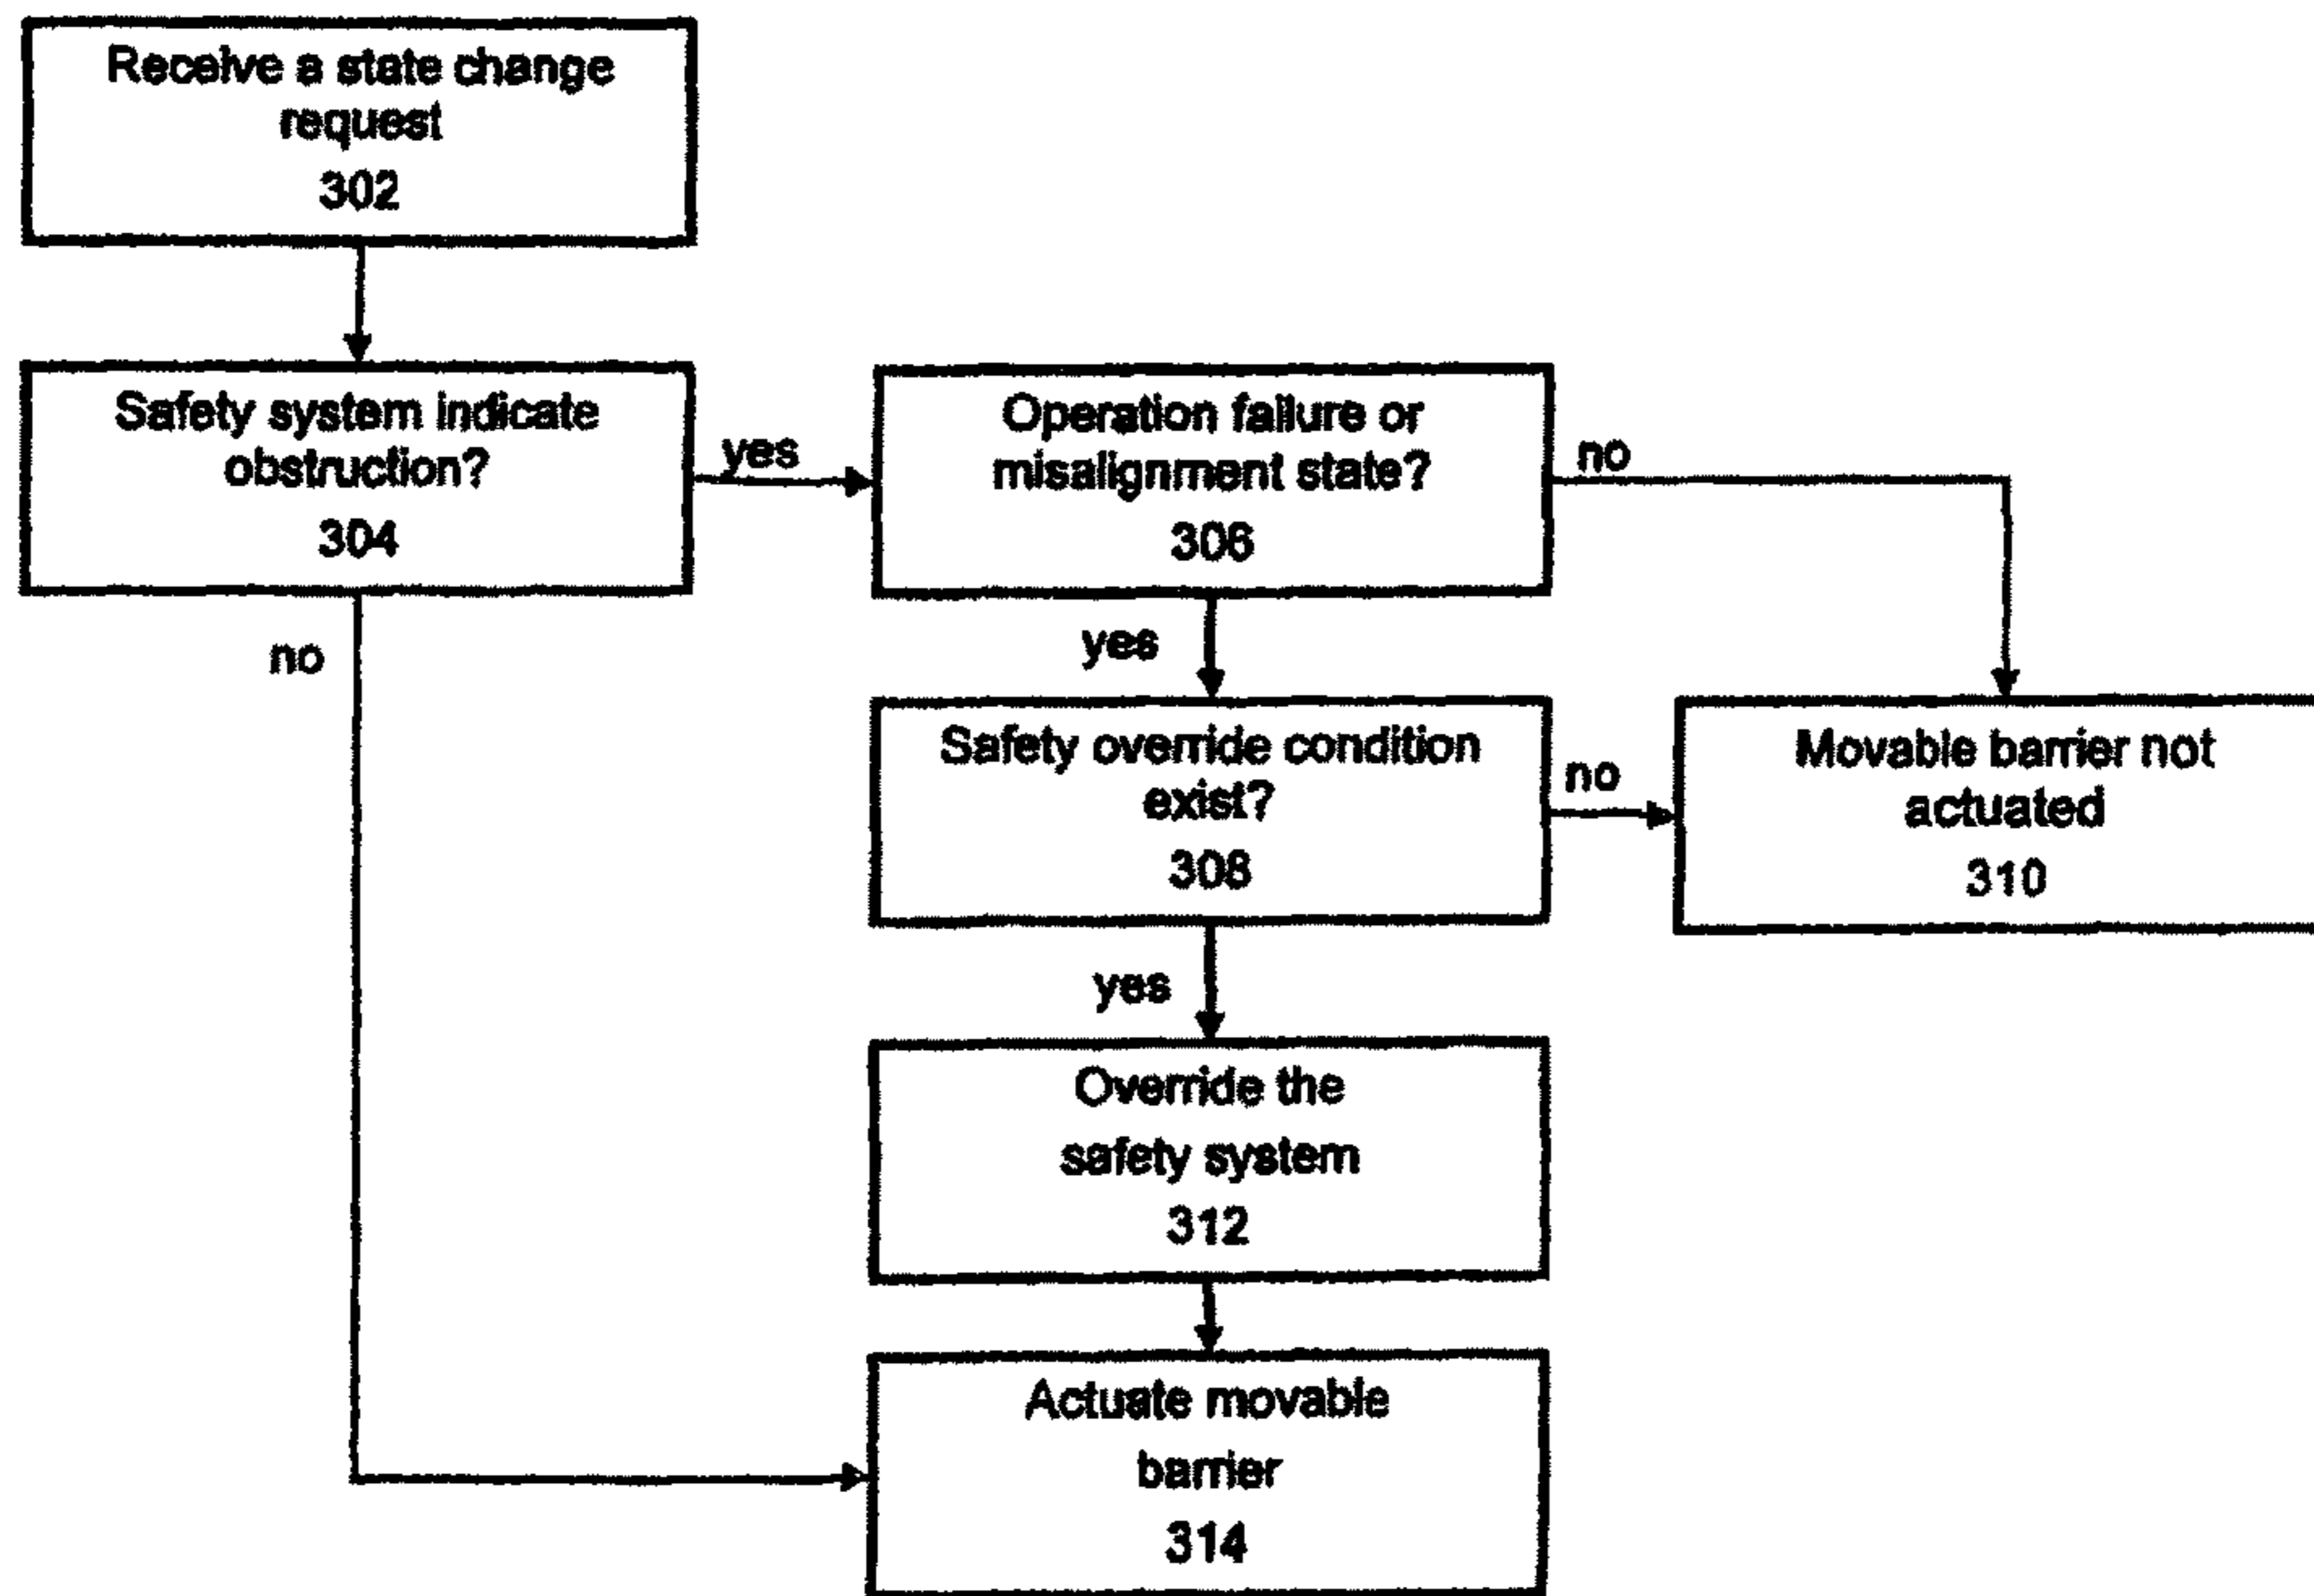 Receive a state change
request
302
Safety system indicate
obstruction?
304
yes
Operation failure or
misalignment state?
306
no
no
yes
Safety override condition
exist?
308
no
Movable barrier not
actuated
310
yes
Override the
safety system
312
Actuate movable
barrier
314